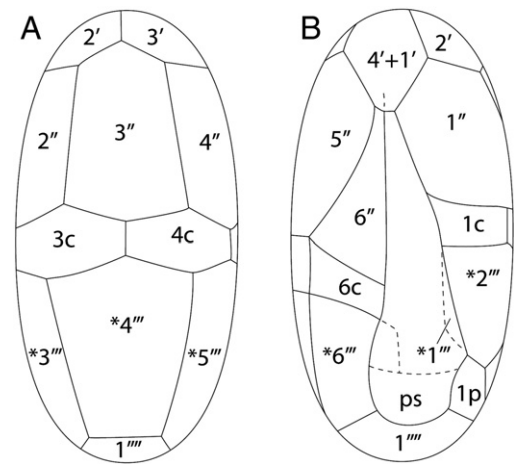 A
2′ 3′
2″ 3″ 4″
3c 4c
*3‴ *4‴ *5‴
1⁗
B
4′+1′ 2′
5″ 1″
6″ 1c
6c *2‴
*6‴ *1‴
ps 1p
1⁗